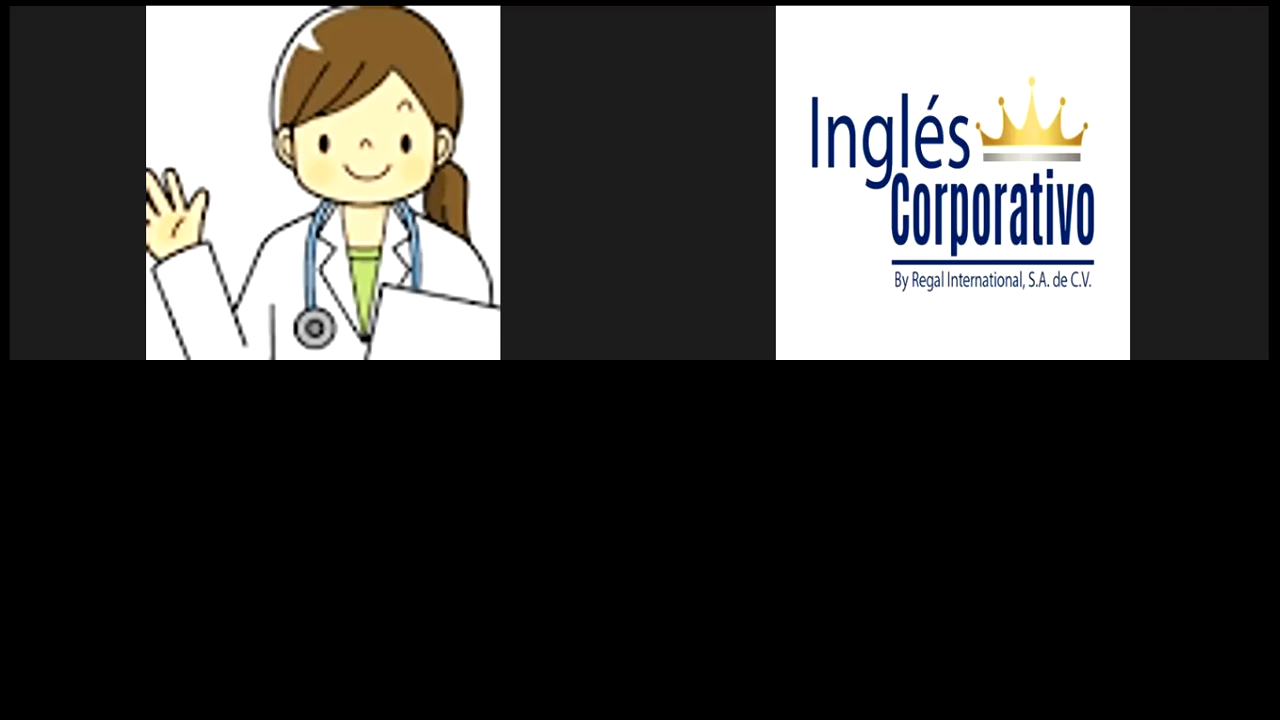 Inglés
Corporativo
By Regal International, S.A. de C.V.